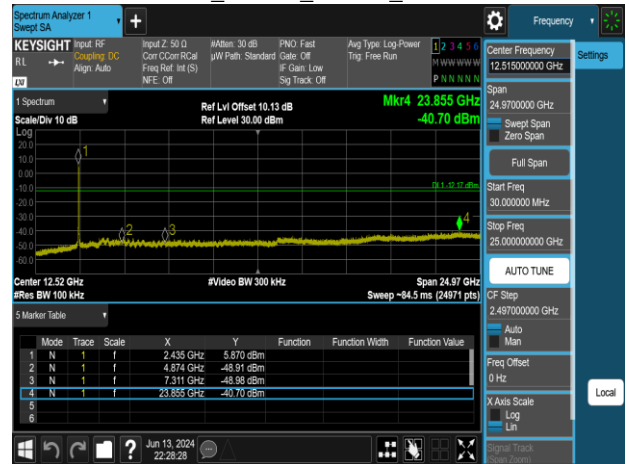 Spectrum Analyzer 1
Swept SA
Frequency
KEYSIGHT
RL
Input: RF
Coupling: DC
Align: Auto
Input Z: 50 Ω
Corr CCorr RCal
Freq Ref: Int (S)
NFE: Off
#Atten: 30 dB
µW Path: Standard
PNO: Fast
Gate: Off
IF Gain: Low
Sig Track: Off
Avg Type: Log-Power
Trig: Free Run
1 2 3 4 5 6
M W W W W W
P N N N N N
1 Spectrum
Scale/Div 10 dB
Ref Lvl Offset 10.13 dB
Ref Level 30.00 dBm
Mkr4 23.855 GHz
-40.70 dBm
Log
20.0
10.0
0.00
-10.0
-20.0
-30.0
-40.0
-50.0
-60.0
1
2
3
4
Center 12.52 GHz
#Res BW 100 kHz
#Video BW 300 kHz
Span 24.97 GHz
Sweep ~84.5 ms (24971 pts)
5 Marker Table
Mode Trace Scale X Y Function Function Width Function Value
1 N 1 f 2.435 GHz 5.870 dBm
2 N 1 f 4.874 GHz -48.91 dBm
3 N 1 f 7.311 GHz -48.98 dBm
4 N 1 f 23.855 GHz -40.70 dBm
5
6
?
Jun 13, 2024
22:28:28
Center Frequency
12.515000000 GHz
Span
24.9700000 GHz
Swept Span
Zero Span
Full Span
Start Freq
30.000000 MHz
Stop Freq
25.000000000 GHz
AUTO TUNE
CF Step
2.497000000 GHz
Auto
Man
Freq Offset
0 Hz
X Axis Scale
Log
Lin
Signal Track
(Span Zoom)
Settings
Local